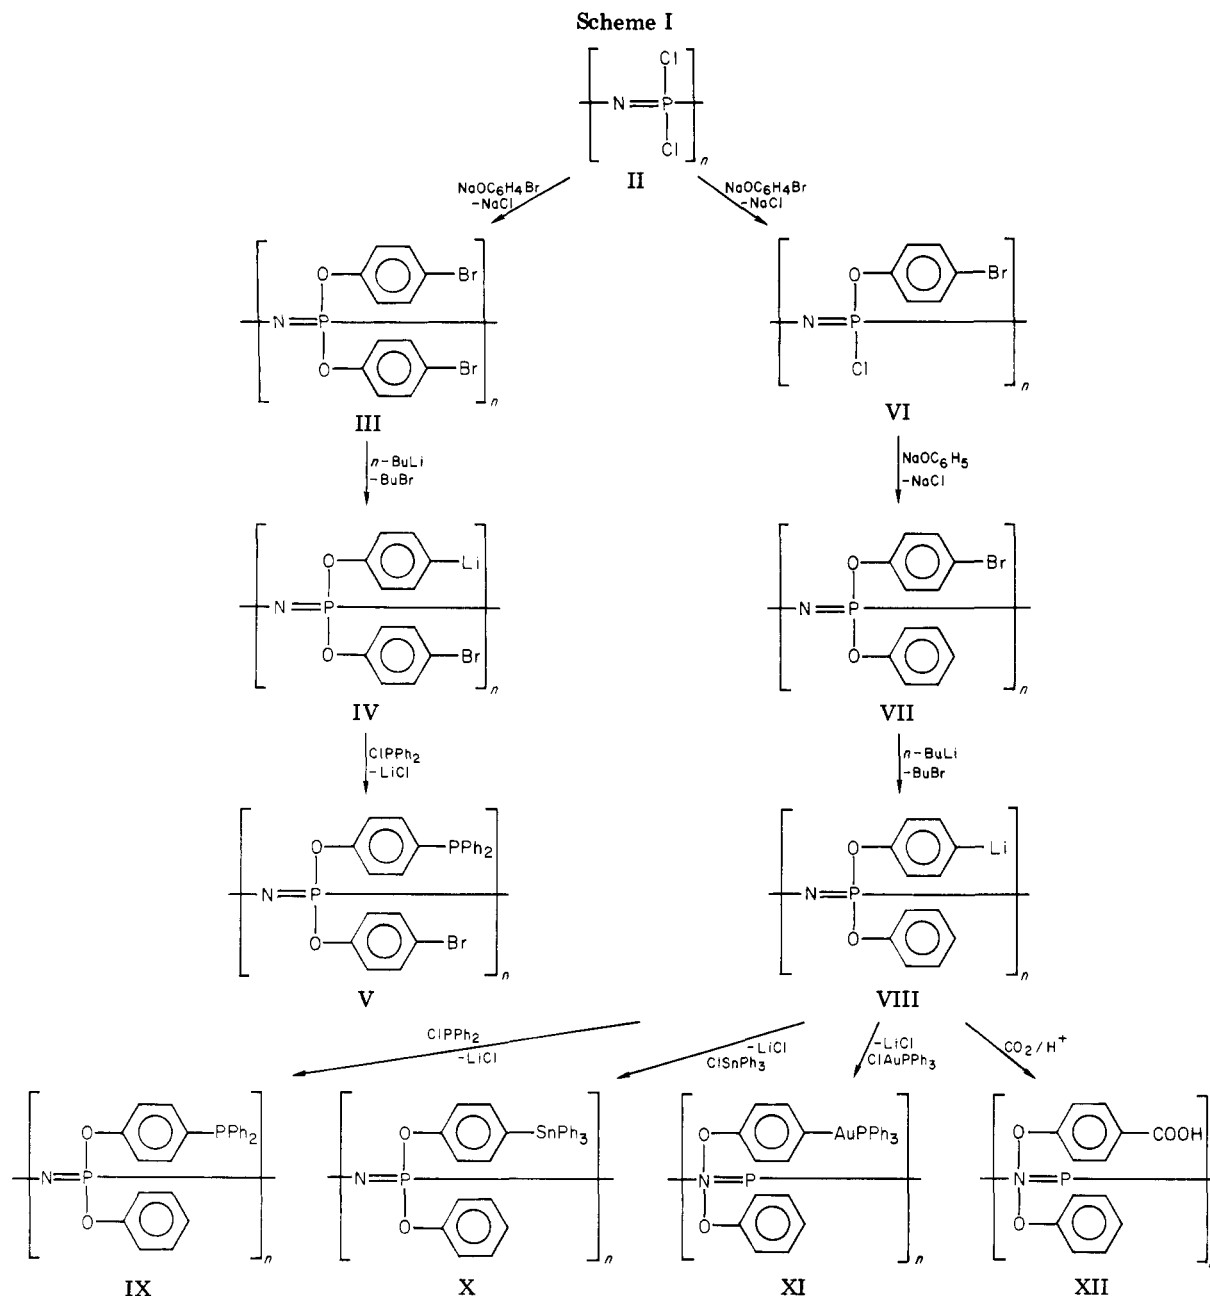 Scheme I
Cl
N P
Cl
n
II
NaOC6H4Br
-NaCl
NaOC6H4Br
-NaCl
O Br
N P
O Br
n
III
O Br
N P
Cl
n
VI
n-BuLi
-BuBr
NaOC6H5
-NaCl
O Li
N P
O Br
n
IV
O Br
N P
O
n
VII
ClPPh2
-LiCl
n-BuLi
-BuBr
O PPh2
N P
O Br
n
V
O Li
N P
O
n
VIII
ClPPh2
-LiCl
-LiCl
ClSnPh3
-LiCl
ClAuPPh3
CO2/H+
O PPh2
N P
O
n
IX
O SnPh3
N P
O
n
X
O AuPPh3
N P
O
n
XI
O COOH
N P
O
XII